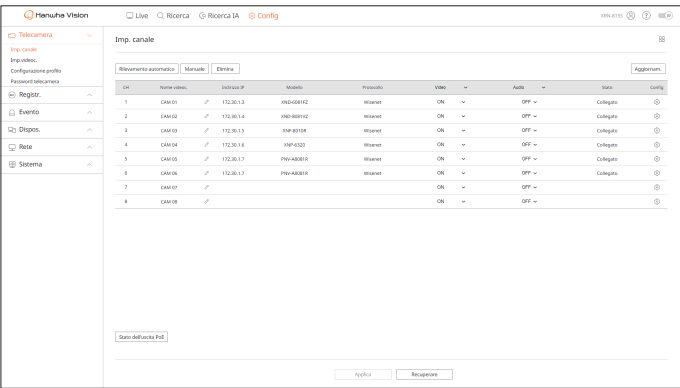 Hanwha Vision Live Ricerca Ricerca IA Config XRN-819S ?
Telecamera
Imp. canale
Imp.videoc.
Configurazione profilo
Password telecamera
Registr.
Evento
Dispos.
Rete
Sistema
Imp. canale
Rilevamento automatico Manuale Elimina Aggiornam.
CH Nome videoc. Indirizzo IP Modello Protocollo Video Audio Stato Config
1 CAM 01 172.30.1.3 XND-6081FZ Wisenet ON OFF Collegato
2 CAM 02 172.30.1.4 XND-8081VZ Wisenet ON OFF Collegato
3 CAM 03 172.30.1.5 XNP-8010R Wisenet ON OFF Collegato
4 CAM 04 172.30.1.6 XNP-6320 Wisenet ON OFF Collegato
5 CAM 05 172.30.1.7 PNV-A8081R Wisenet ON OFF Collegato
6 CAM 06 172.30.1.7 PNV-A8081R Wisenet ON OFF Collegato
7 CAM 07 ON OFF
8 CAM 08 ON OFF
Stato dell'uscita PoE
Applica Recuperare